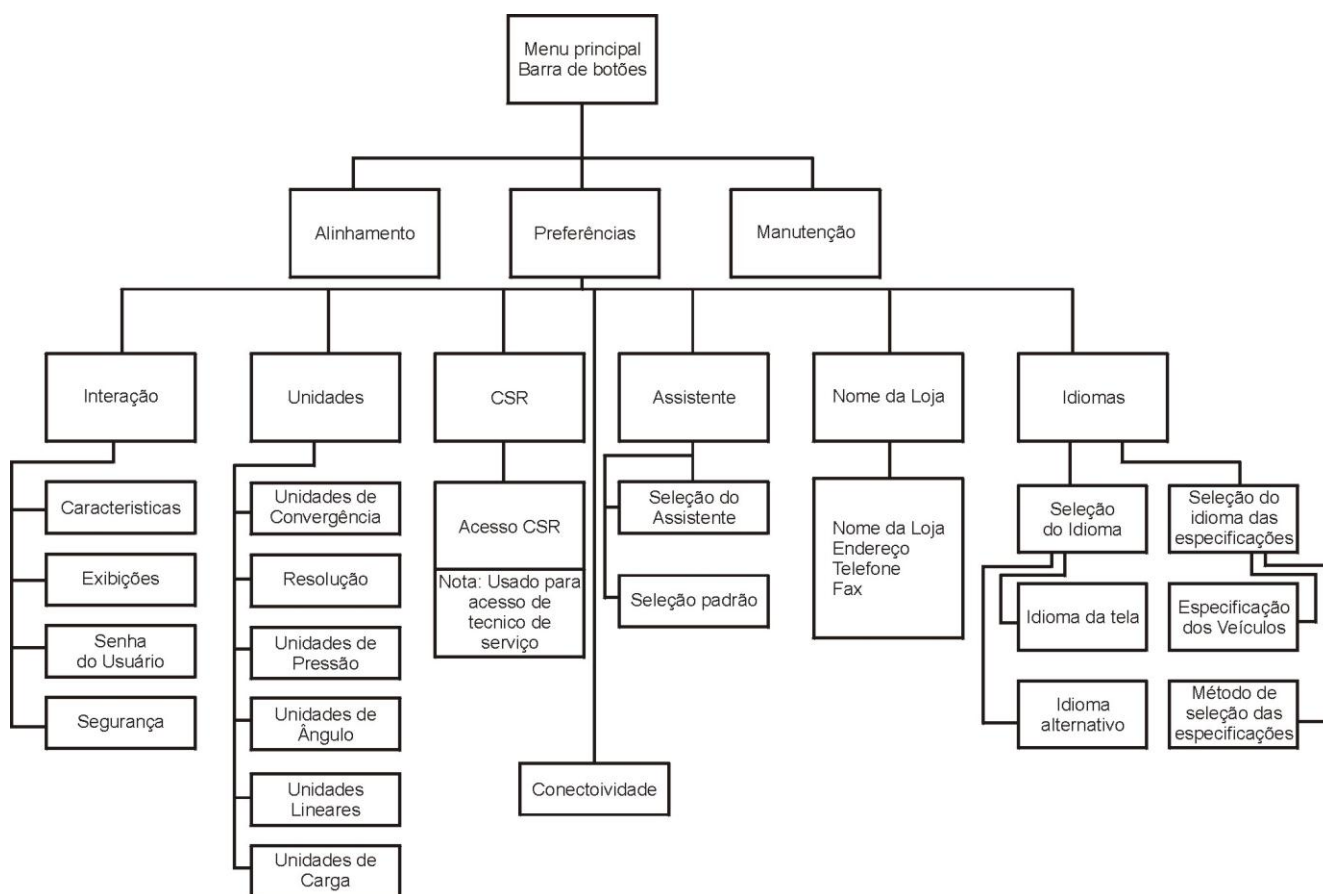 Menu principal
Barra de botões
Alinhamento
Preferências
Manutenção
Interação
Unidades
CSR
Assistente
Nome da Loja
Idiomas
Caracteristicas
Exibições
Senha
do Usuário
Segurança
Unidades de
Convergência
Resolução
Unidades de
Pressão
Unidades de
Ângulo
Unidades
Lineares
Unidades de
Carga
Acesso CSR
Nota: Usado para
acesso de
tecnico de
serviço
Conectoividade
Seleção do
Assistente
Seleção padrão
Nome da Loja
Endereço
Telefone
Fax
Seleção
do Idioma
Idioma da tela
Idioma
alternativo
Seleção do
idioma das
especificações
Especificação
dos Veículos
Método de
seleção das
especificações